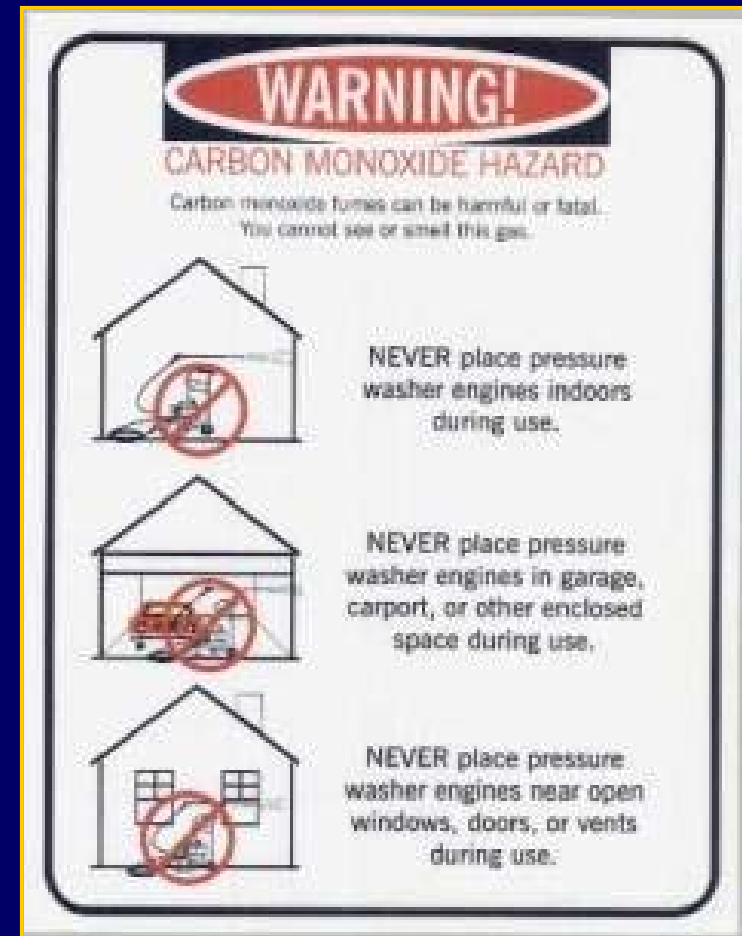 WARNING!
CARBON MONOXIDE HAZARD
Carbon monoxide fumes can be harmful or fatal.
You cannot see or smell this gas.
NEVER place pressure
washer engines indoors
during use.
NEVER place pressure
washer engines in garage,
carport, or other enclosed
space during use.
NEVER place pressure
washer engines near open
windows, doors, or vents
during use.